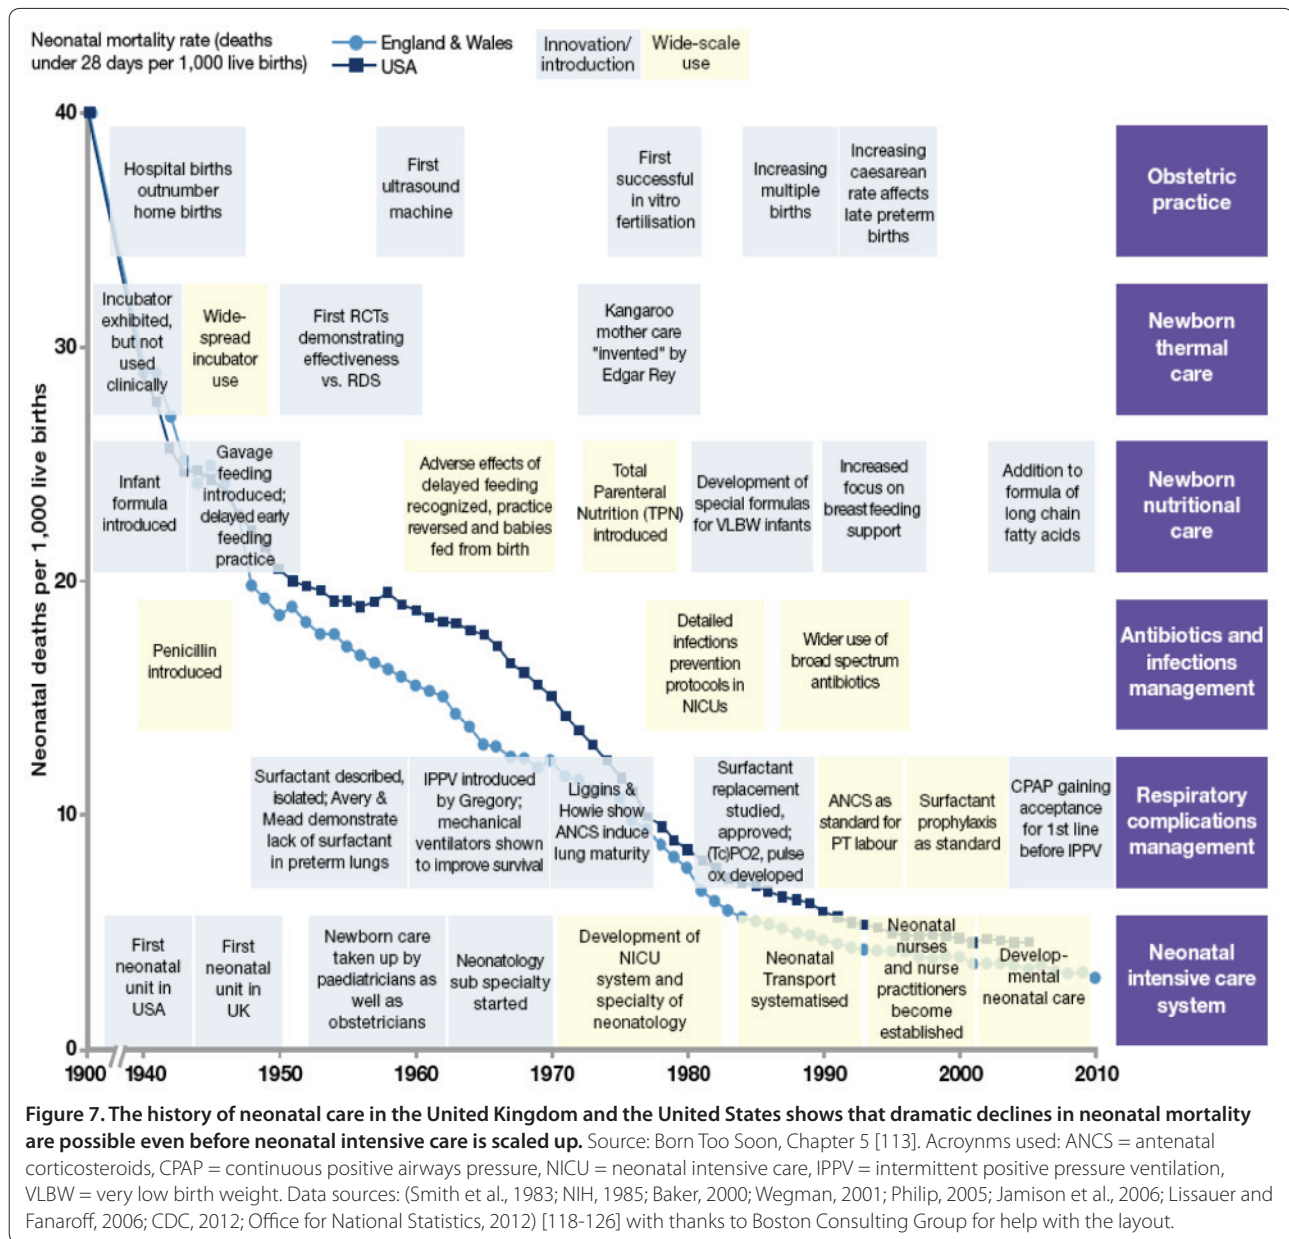 Neonatal mortality rate (deaths
under 28 days per 1,000 live births)
England & Wales
USA
Innovation/
introduction
Wide-scale
use
Neonatal deaths per 1,000 live births
40
30
20
10
0
Hospital births
outnumber
home births
First
ultrasound
machine
First
successful
in vitro
fertilisation
Increasing
multiple
births
Increasing
caesarean
rate affects
late preterm
births
Obstetric
practice
Incubator
exhibited,
but not
used
clinically
Wide-
spread
incubator
use
First RCTs
demonstrating
effectiveness
vs. RDS
Kangaroo
mother care
"invented" by
Edgar Rey
Newborn
thermal
care
Infant
formula
introduced
Gavage
feeding
introduced;
delayed early
feeding
practice
Adverse effects of
delayed feeding
recognized, practice
reversed and babies
fed from birth
Total
Parenteral
Nutrition (TPN)
introduced
Development of
special formulas
for VLBW infants
Increased
focus on
breastfeeding
support
Addition to
formula of
long chain
fatty acids
Newborn
nutritional
care
Penicillin
introduced
Detailed
infections
prevention
protocols in
NICUs
Wider use of
broad spectrum
antibiotics
Antibiotics and
infections
management
Surfactant described,
isolated; Avery &
Mead demonstrate
lack of surfactant
in preterm lungs
IPPV introduced
by Gregory;
mechanical
ventilators shown
to improve survival
Liggins &
Howie show
ANCS induce
lung maturity
Surfactant
replacement
studied,
approved;
(Tc)PO2, pulse
ox developed
ANCS as
standard for
PT labour
Surfactant
prophylaxis
as standard
CPAP gaining
acceptance
for 1st line
before IPPV
Respiratory
complications
management
First
neonatal
unit in
USA
First
neonatal
unit in
UK
Newborn care
taken up by
paediatricians as
well as
obstetricians
Neonatology
sub specialty
started
Development of
NICU
system and
specialty of
neonatology
Neonatal
Transport
systematised
Neonatal
nurses
and nurse
practitioners
become
established
Develop-
mental
neonatal care
Neonatal
intensive care
system
1900 1940 1950 1960 1970 1980 1990 2000 2010
Figure 7. The history of neonatal care in the United Kingdom and the United States shows that dramatic declines in neonatal mortality
are possible even before neonatal intensive care is scaled up. Source: Born Too Soon, Chapter 5 [113]. Acroynms used: ANCS = antenatal
corticosteroids, CPAP = continuous positive airways pressure, NICU = neonatal intensive care, IPPV = intermittent positive pressure ventilation,
VLBW = very low birth weight. Data sources: (Smith et al., 1983; NIH, 1985; Baker, 2000; Wegman, 2001; Philip, 2005; Jamison et al., 2006; Lissauer and
Fanaroff, 2006; CDC, 2012; Office for National Statistics, 2012) [118-126] with thanks to Boston Consulting Group for help with the layout.